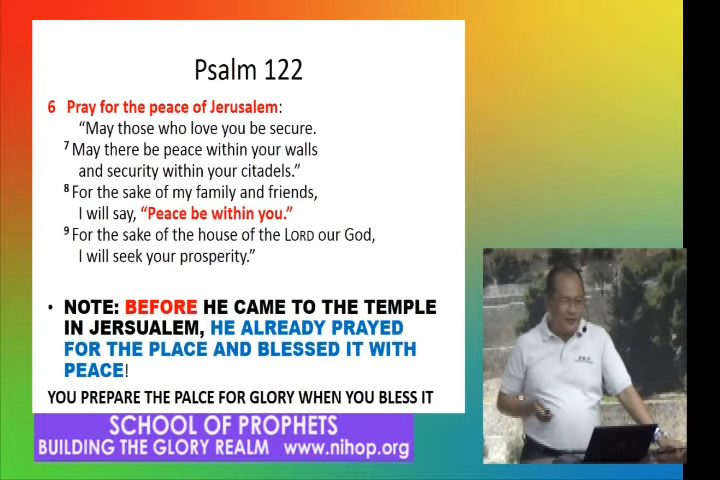 Psalm 122
6 Pray for the peace of Jerusalem:
“May those who love you be secure.
7 May there be peace within your walls
and security within your citadels.”
8 For the sake of my family and friends,
I will say, “Peace be within you.”
9 For the sake of the house of the LORD our God,
I will seek your prosperity.”
• NOTE: BEFORE HE CAME TO THE TEMPLE
IN JERSUALEM, HE ALREADY PRAYED
FOR THE PLACE AND BLESSED IT WITH
PEACE!
YOU PREPARE THE PALCE FOR GLORY WHEN YOU BLESS IT
SCHOOL OF PROPHETS
BUILDING THE GLORY REALM www.nihop.org